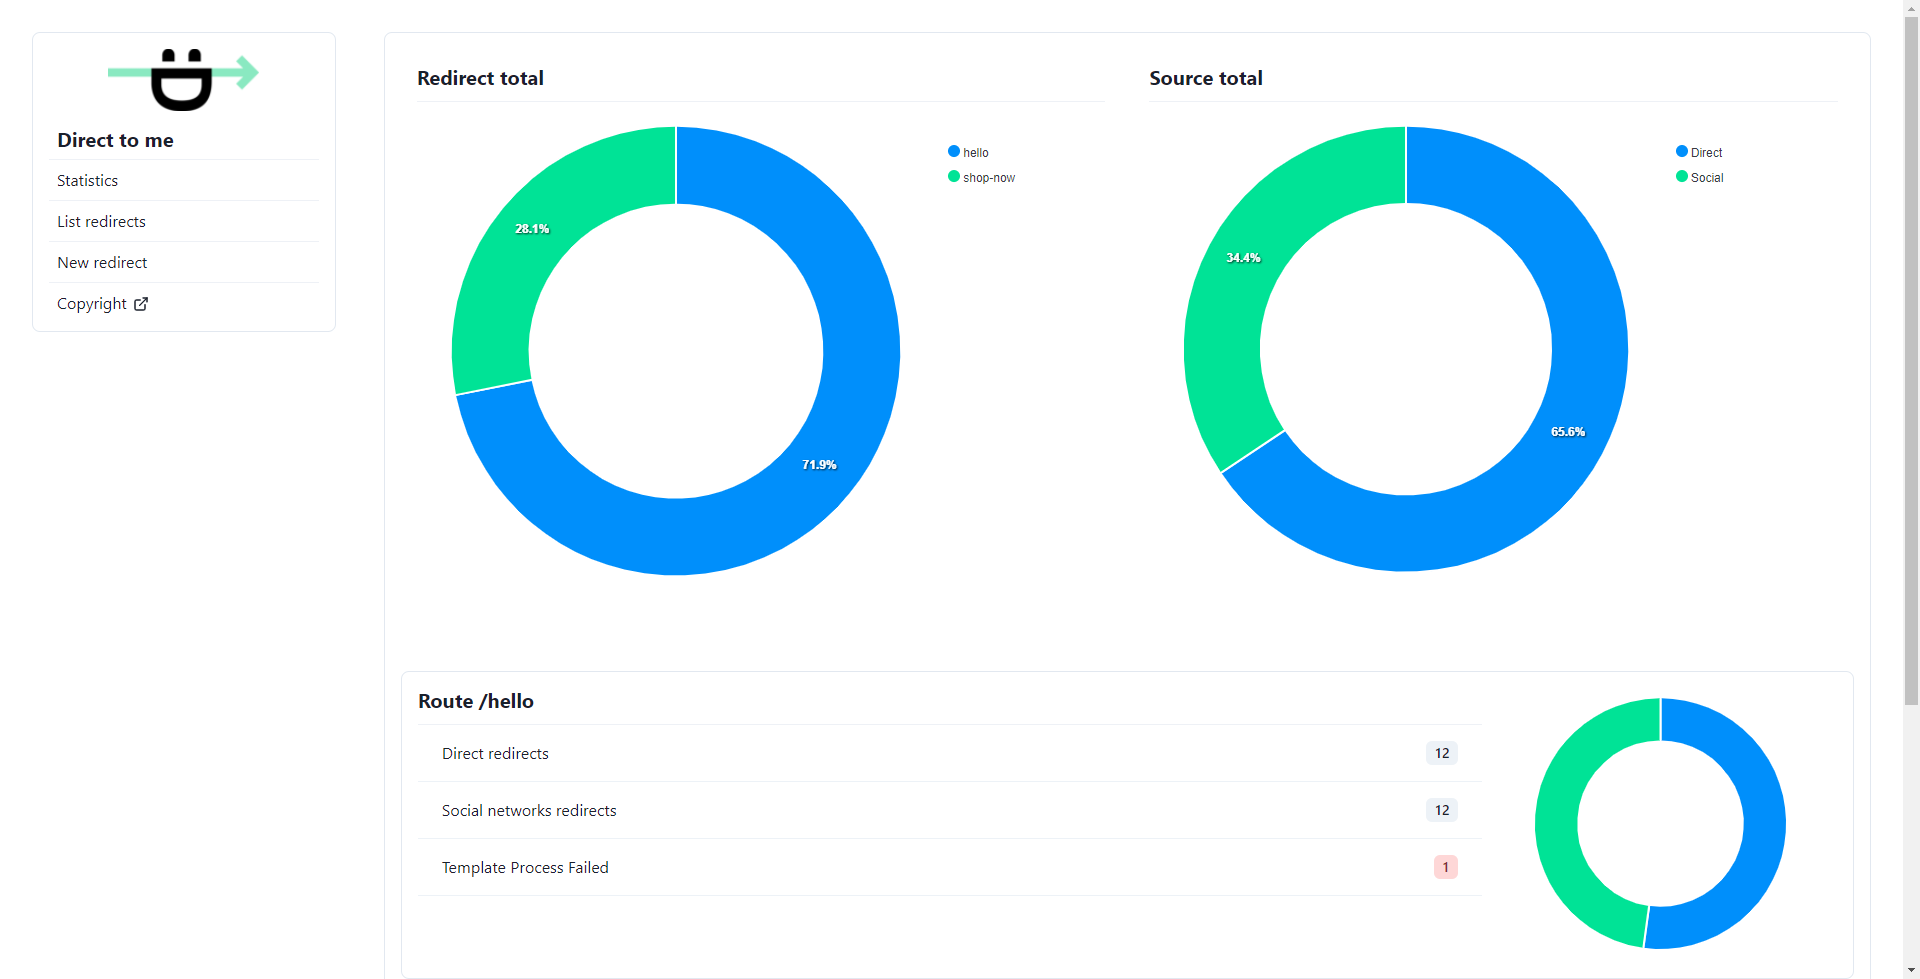 Direct to me
Statistics
List redirects
New redirect
Copyright
Redirect total
hello
shop-now
28.1%
71.9%
Source total
Direct
Social
34.4%
65.6%
Route /hello
Direct redirects 12
Social networks redirects 12
Template Process Failed 1